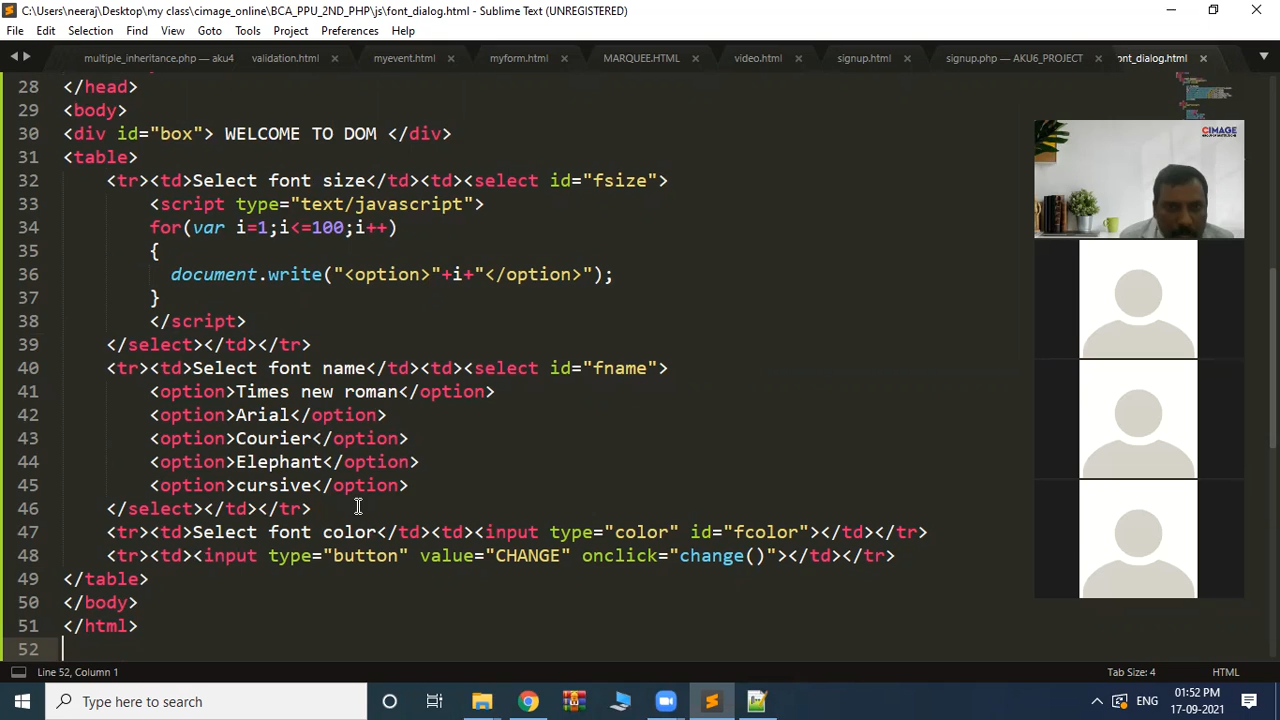 C:\Users\neeraj\Desktop\my class\cimage_online\BCA_PPU_2ND_PHP\js\font_dialog.html - Sublime Text (UNREGISTERED)
File Edit Selection Find View Goto Tools Project Preferences Help
multiple_inheritance.php — aku4 validation.html myevent.html myform.html MARQUEE.HTML video.html signup.html signup.php — AKU6_PROJECT ont_dialog.html
28 </head>
29 <body>
30 <div id="box"> WELCOME TO DOM </div>
31 <table>
32 <tr><td>Select font size</td><td><select id="fsize">
33 <script type="text/javascript">
34 for(var i=1;i<=100;i++)
35 {
36 document.write("<option>"+i+"</option>");
37 }
38 </script>
39 </select></td></tr>
40 <tr><td>Select font name</td><td><select id="fname">
41 <option>Times new roman</option>
42 <option>Arial</option>
43 <option>Courier</option>
44 <option>Elephant</option>
45 <option>cursive</option>
46 </select></td></tr>
47 <tr><td>Select font color</td><td><input type="color" id="fcolor"></td></tr>
48 <tr><td><input type="button" value="CHANGE" onclick="change()"></td></tr>
49 </table>
50 </body>
51 </html>
52
CIMAGE
Line 52, Column 1 Tab Size: 4 HTML
Type here to search
ENG
01:52 PM
17-09-2021